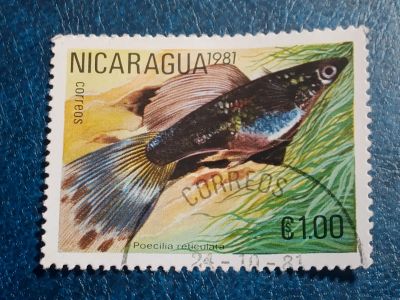 NICARAGUA 1981
correos
CORREOS
₡1.00
Poecilia reticulata
24-10-81